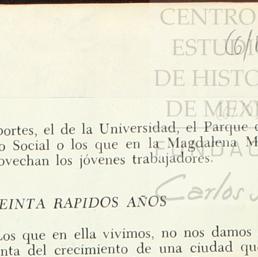 CENTRO
ESTU
DE HISTO
DE MEX
FUNDA
portes, el de la Universidad, el Parque
o Social o los que en la Magdalena M
ovechan los jóvenes trabajadores.
EINTA RAPIDOS AÑOS
Carlos
Los que en ella vivimos, no nos damos
nta del crecimiento de una ciudad qu